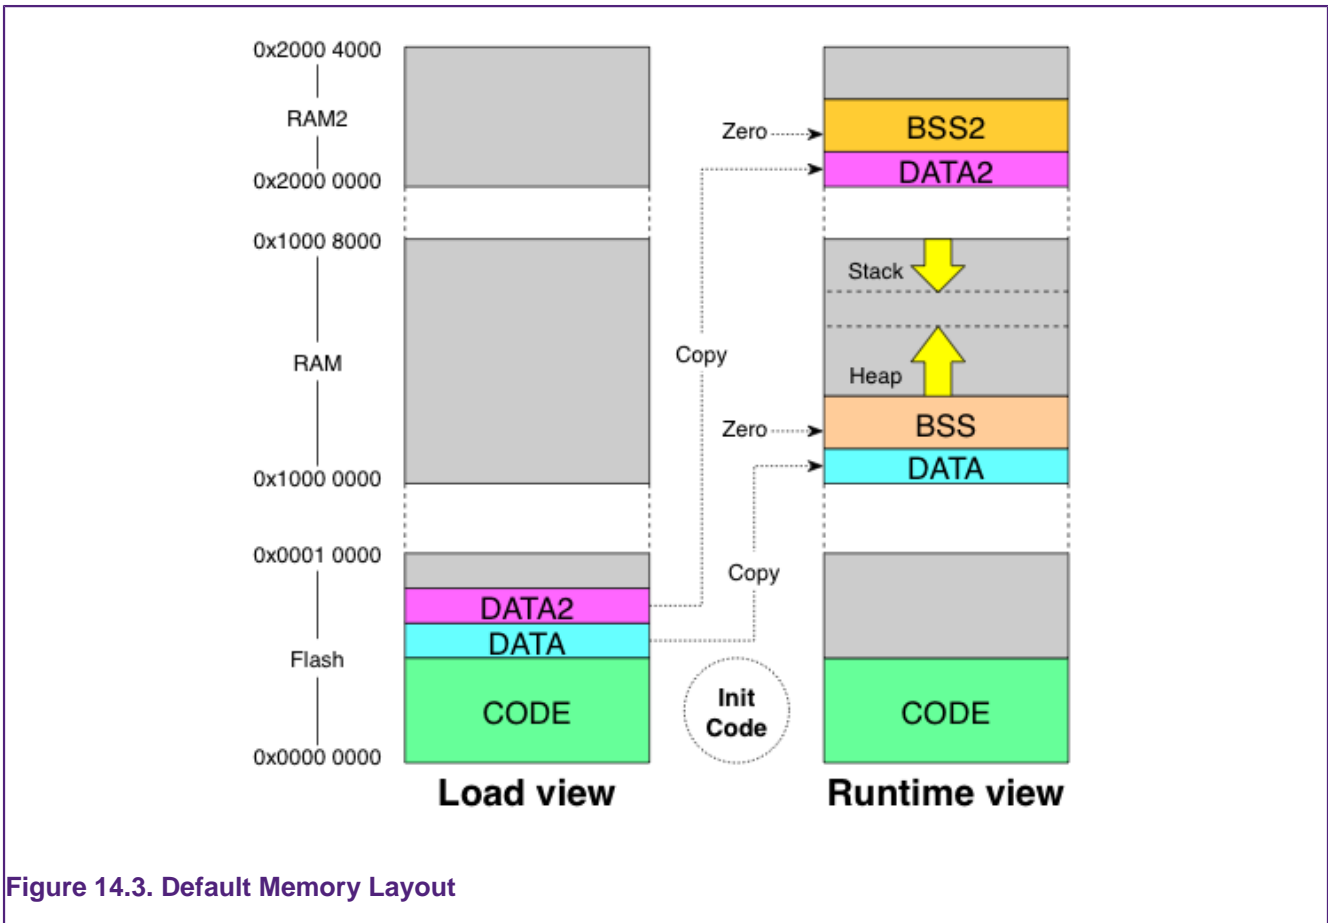 0x2000 4000
RAM2
0x2000 0000
Zero
BSS2
DATA2
0x1000 8000
Stack
RAM
Copy
Heap
Zero
BSS
DATA
0x1000 0000
0x0001 0000
Copy
DATA2
DATA
Flash
CODE
Init
Code
CODE
0x0000 0000
Load view
Runtime view
Figure 14.3. Default Memory Layout